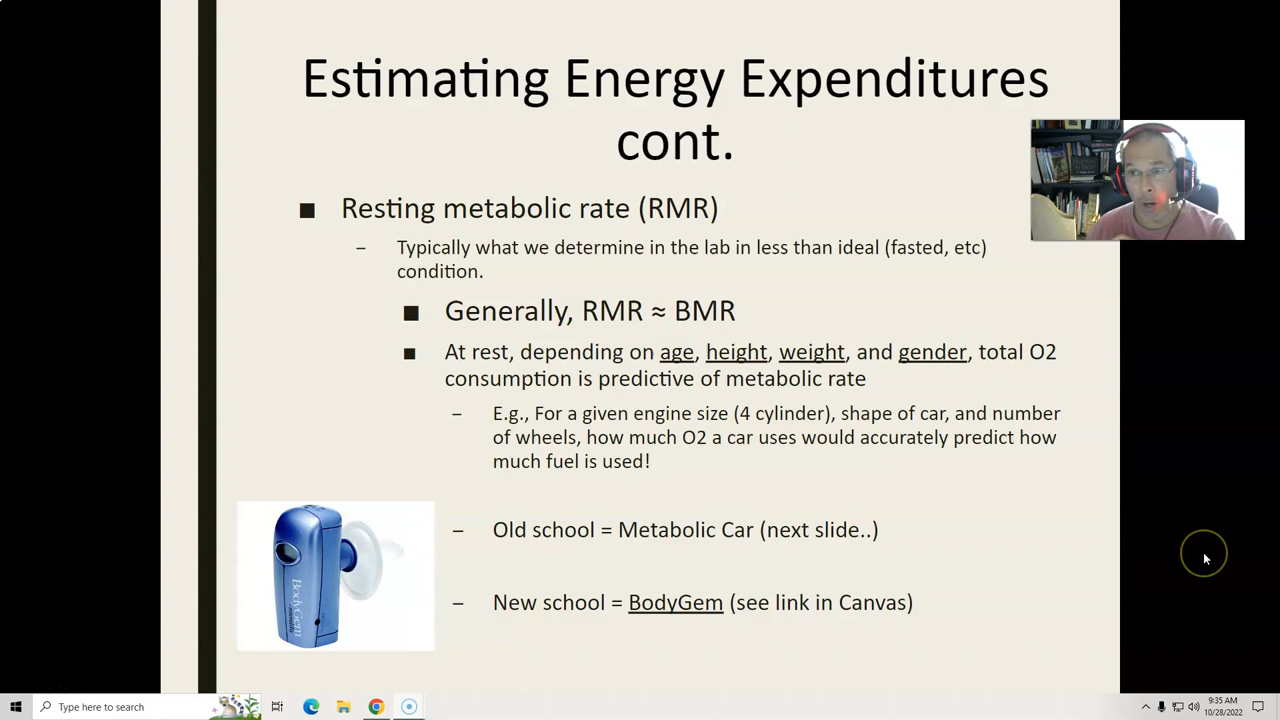 Estimating Energy Expenditures
cont.
■ Resting metabolic rate (RMR)
– Typically what we determine in the lab in less than ideal (fasted, etc)
condition.
■ Generally, RMR ≈ BMR
■ At rest, depending on age, height, weight, and gender, total O2
consumption is predictive of metabolic rate
– E.g., For a given engine size (4 cylinder), shape of car, and number
of wheels, how much O2 a car uses would accurately predict how
much fuel is used!
BodyGem
– Old school = Metabolic Car (next slide..)
– New school = BodyGem (see link in Canvas)
Type here to search
9:35 AM
10/28/2022